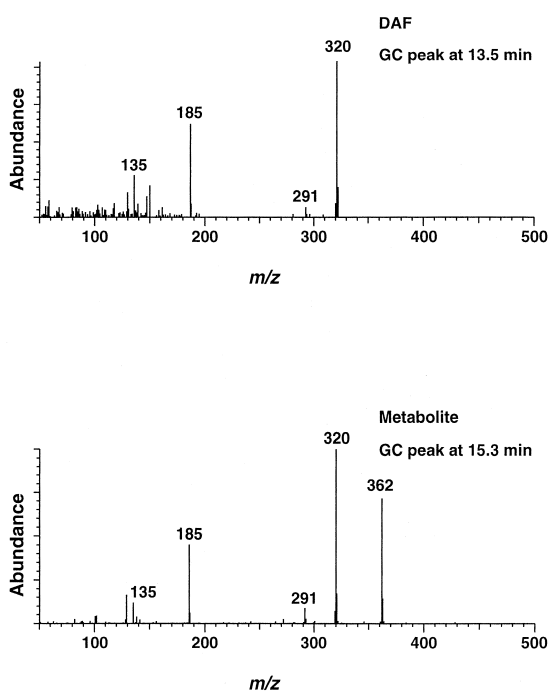 DAF
GC peak at 13.5 min
320
185
135
291
Abundance
100 200 300 400 500
m/z
Metabolite
GC peak at 15.3 min
320
362
185
135
291
Abundance
100 200 300 400 500
m/z